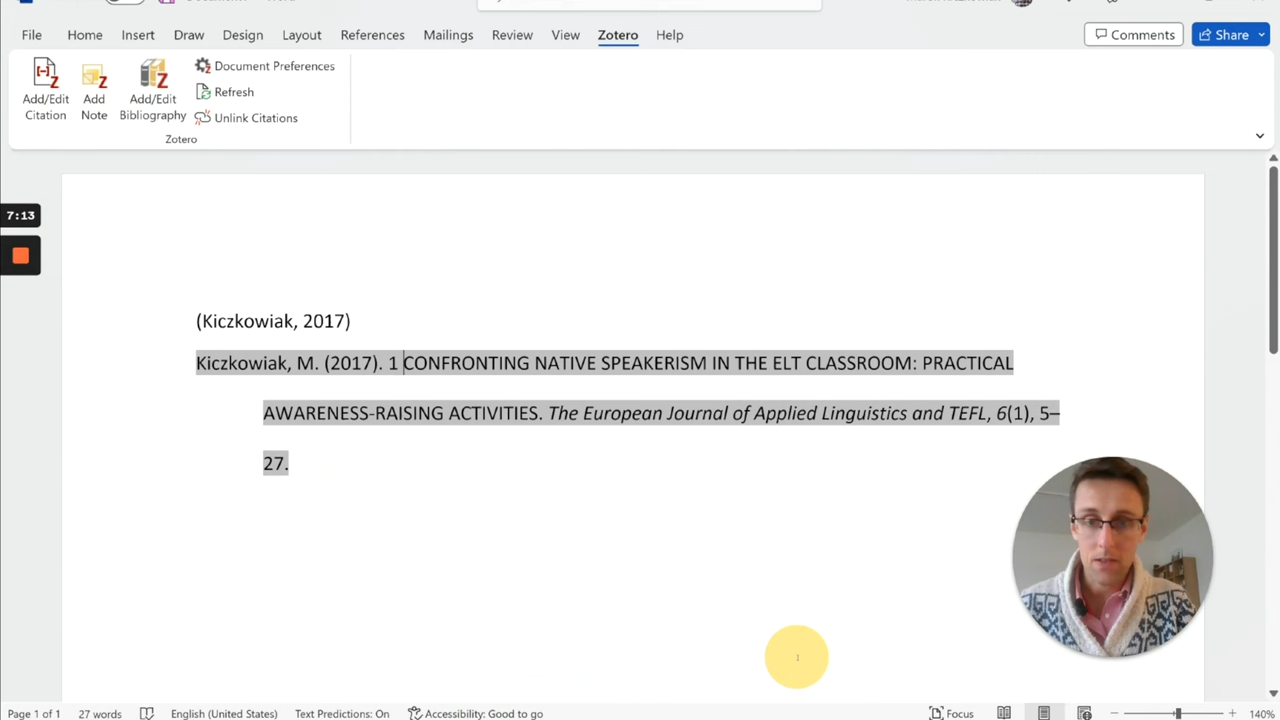 File Home Insert Draw Design Layout References Mailings Review View Zotero Help Comments Share
Add/Edit Citation
Add Note
Add/Edit Bibliography
Document Preferences
Refresh
Unlink Citations
Zotero
7:13
(Kiczkowiak, 2017)
Kiczkowiak, M. (2017). 1 CONFRONTING NATIVE SPEAKERISM IN THE ELT CLASSROOM: PRACTICAL
AWARENESS-RAISING ACTIVITIES. The European Journal of Applied Linguistics and TEFL, 6(1), 5–
27.
Page 1 of 1 27 words English (United States) Text Predictions: On Accessibility: Good to go Focus 140%